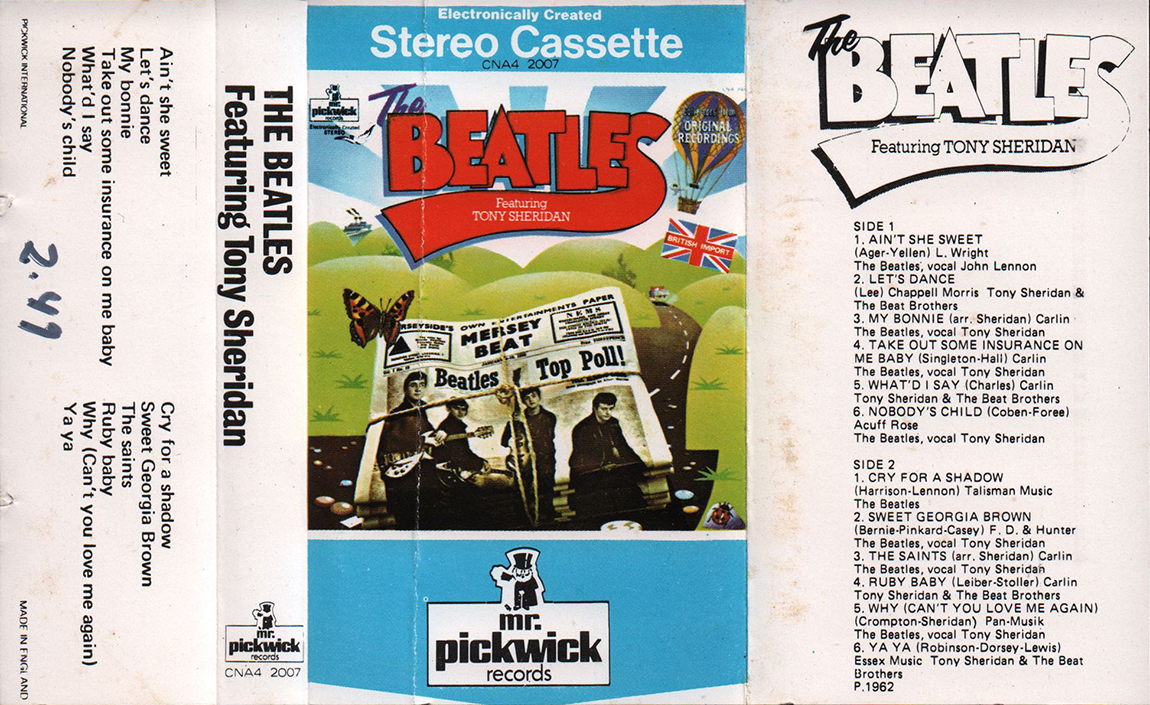 PICKWICK INTERNATIONAL
Ain't she sweet
Let's dance
My bonnie
Take out some insurance on me baby
What'd I say
Nobody's child
2.49
Cry for a shadow
Sweet Georgia Brown
The saints
Ruby baby
Why (Can't you love me again)
Ya ya
MADE IN ENGLAND
THE BEATLES
Featuring Tony Sheridan
mr.
pickwick
records
CNA4 2007
Electronically Created
Stereo Cassette
CNA4 2007
mr.
pickwick
records
Electronically Created
STEREO
The
BEATLES
Featuring
TONY SHERIDAN
ORIGINAL
RECORDINGS
BRITISH IMPORT
RSEYSIDE'S OWN ENTERTAINMENTS PAPER
NEMS
MERSEY
BEAT
Beatles Top Poll!
mr.
pickwick
records
The
BEATLES
Featuring TONY SHERIDAN
SIDE 1
1. AIN'T SHE SWEET
(Ager-Yellen) L. Wright
The Beatles, vocal John Lennon
2. LET'S DANCE
(Lee) Chappell Morris Tony Sheridan &
The Beat Brothers
3. MY BONNIE (arr. Sheridan) Carlin
The Beatles, vocal Tony Sheridan
4. TAKE OUT SOME INSURANCE ON
ME BABY (Singleton-Hall) Carlin
The Beatles, vocal Tony Sheridan
5. WHAT'D I SAY (Charles) Carlin
Tony Sheridan & The Beat Brothers
6. NOBODY'S CHILD (Coben-Foree)
Acuff Rose
The Beatles, vocal Tony Sheridan
SIDE 2
1. CRY FOR A SHADOW
(Harrison-Lennon) Talisman Music
The Beatles
2. SWEET GEORGIA BROWN
(Bernie-Pinkard-Casey) F. D. & Hunter
The Beatles, vocal Tony Sheridan
3. THE SAINTS (arr. Sheridan) Carlin
The Beatles, vocal Tony Sheridan
4. RUBY BABY (Leiber-Stoller) Carlin
Tony Sheridan & The Beat Brothers
5. WHY (CAN'T YOU LOVE ME AGAIN)
(Crompton-Sheridan) Pan-Musik
The Beatles, vocal Tony Sheridan
6. YA YA (Robinson-Dorsey-Lewis)
Essex Music Tony Sheridan & The Beat
Brothers
P.1962